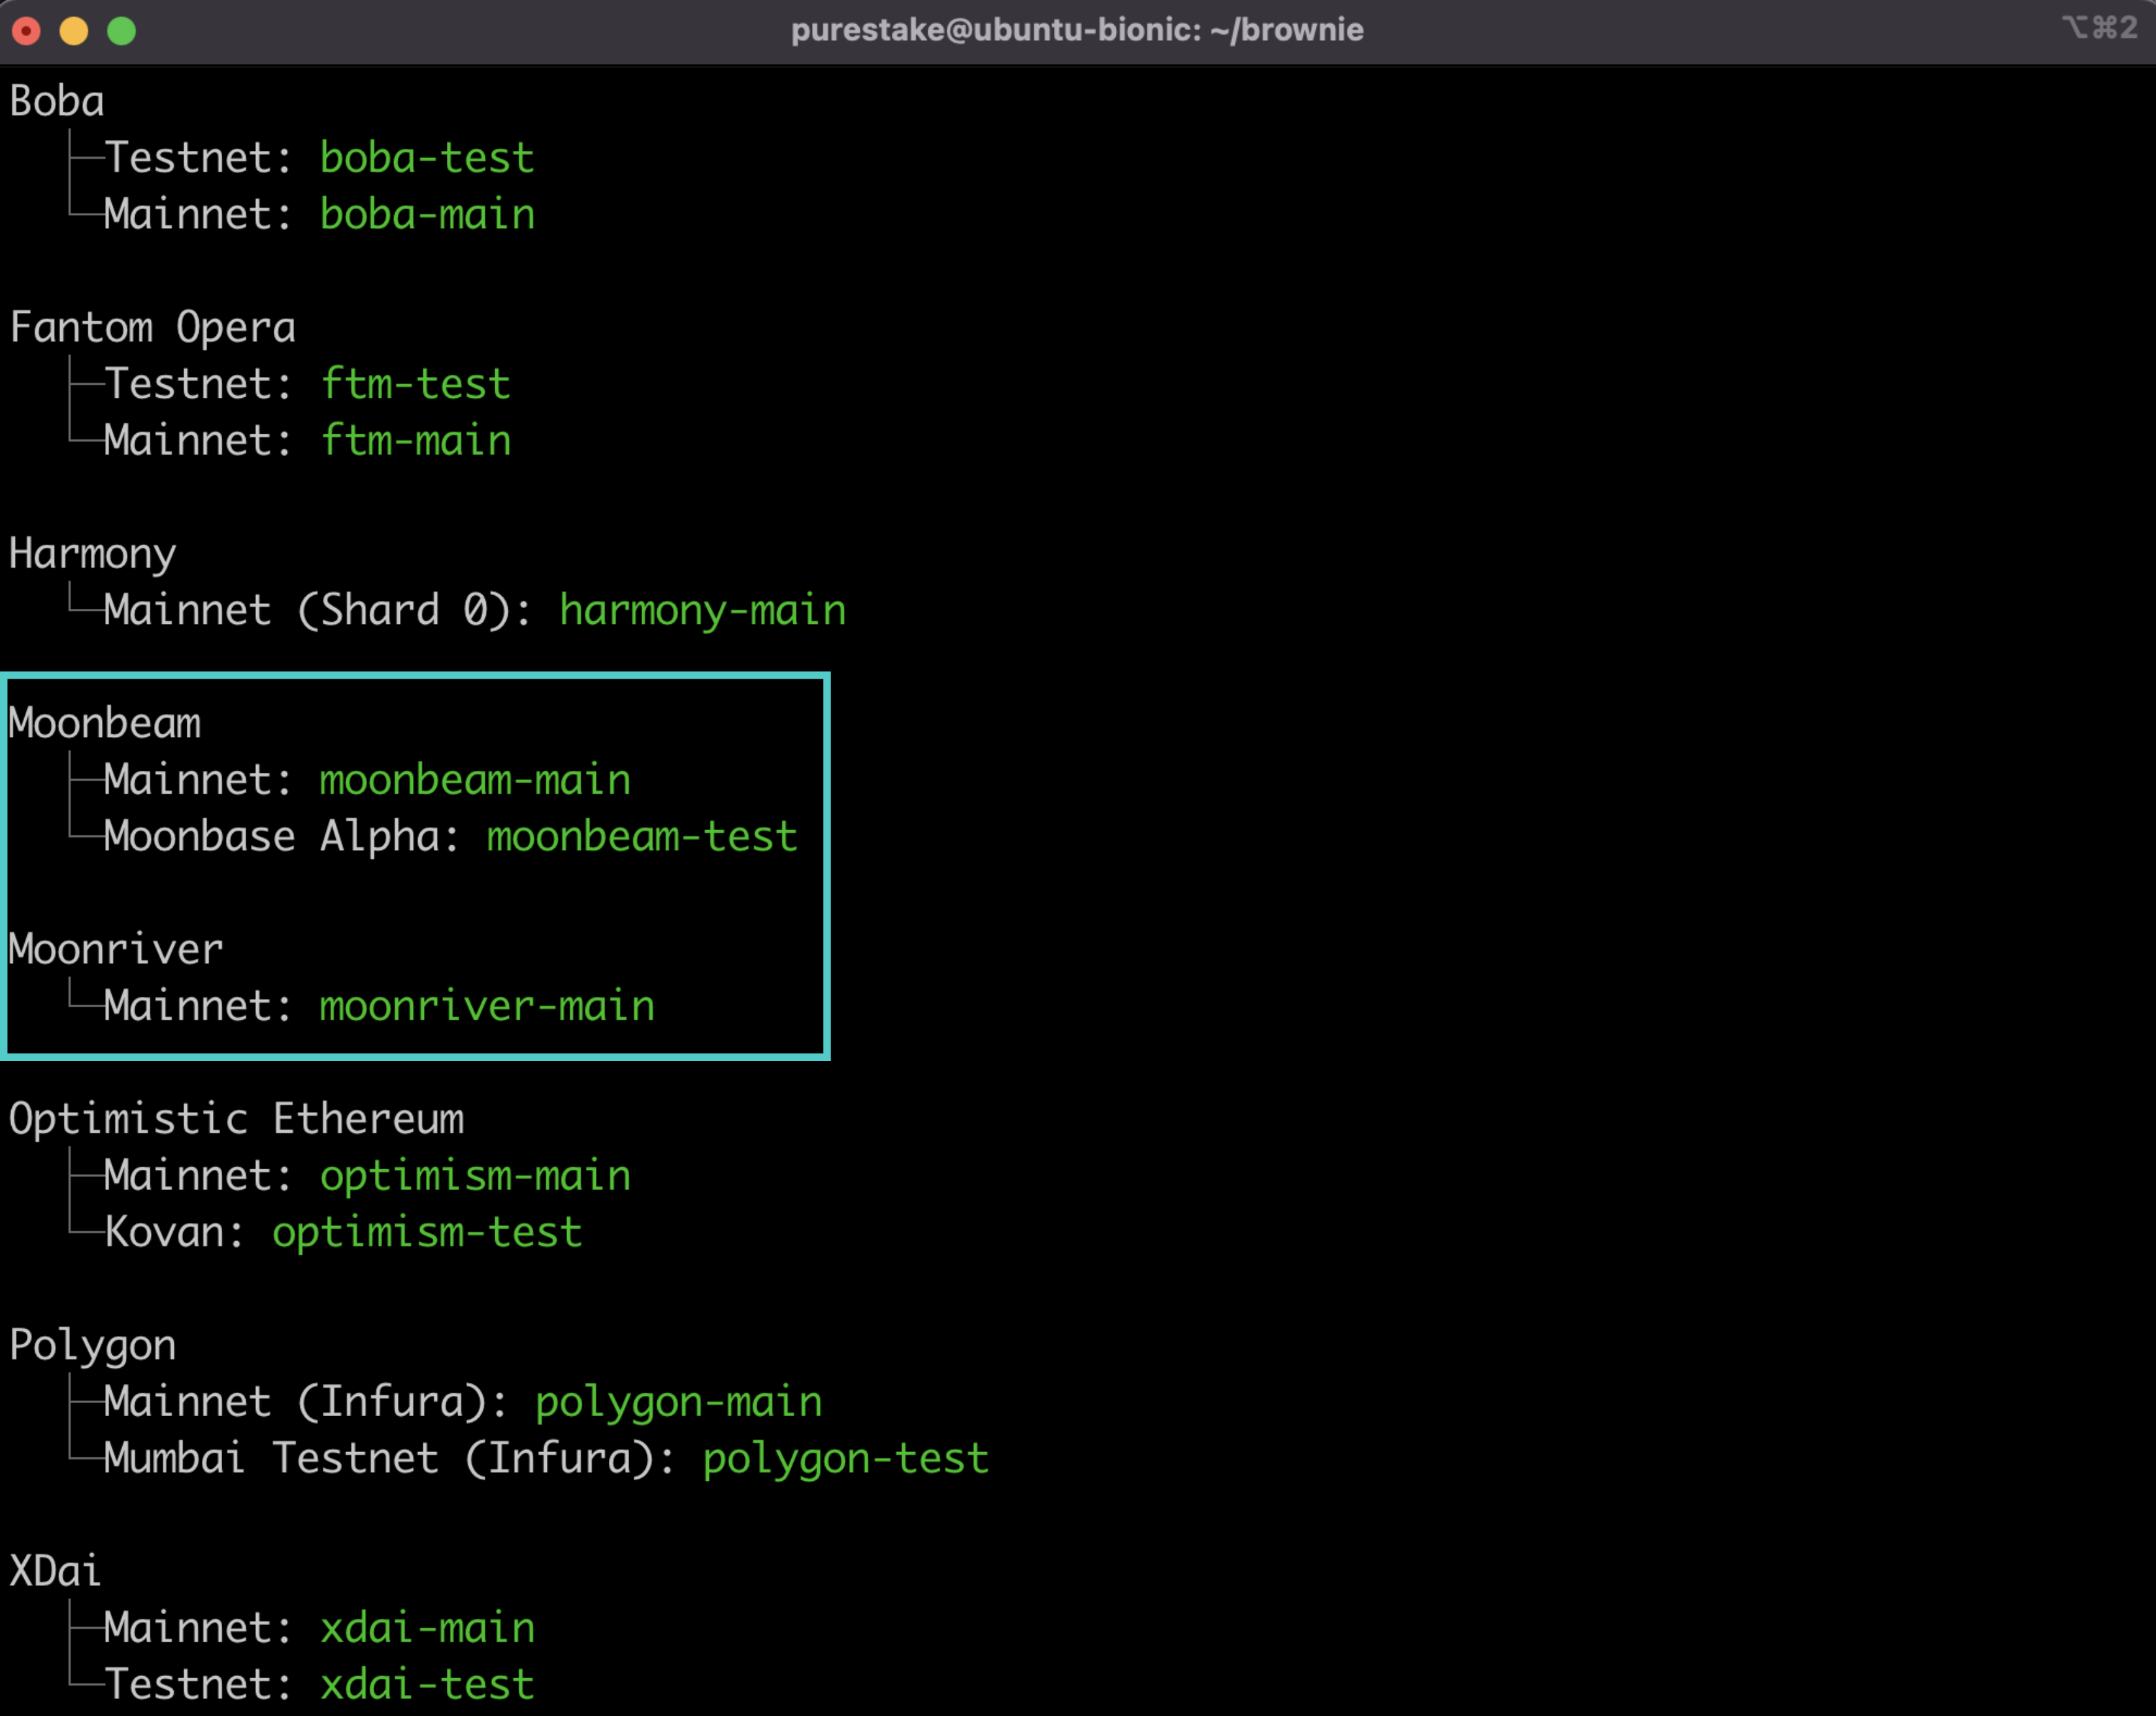 purestake@ubuntu-bionic: ~/brownie
⌥⌘2
Boba
├─Testnet: boba-test
└─Mainnet: boba-main
Fantom Opera
├─Testnet: ftm-test
└─Mainnet: ftm-main
Harmony
└─Mainnet (Shard 0): harmony-main
Moonbeam
├─Mainnet: moonbeam-main
└─Moonbase Alpha: moonbeam-test
Moonriver
└─Mainnet: moonriver-main
Optimistic Ethereum
├─Mainnet: optimism-main
└─Kovan: optimism-test
Polygon
├─Mainnet (Infura): polygon-main
└─Mumbai Testnet (Infura): polygon-test
XDai
├─Mainnet: xdai-main
└─Testnet: xdai-test